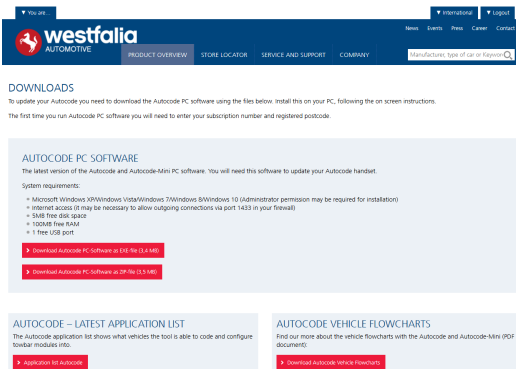 ▼ You are...
▼ International
▼ Logout
News Events Press Career Contact
westfalia
AUTOMOTIVE
PRODUCT OVERVIEW STORE LOCATOR SERVICE AND SUPPORT COMPANY
Manufacturer, type of car or Keyword
DOWNLOADS
To update your Autocode you need to download the Autocode PC software using the files below. Install this on your PC, following the on screen instructions.
The first time you run Autocode PC software you will need to enter your subscription number and registered postcode.
AUTOCODE PC SOFTWARE
The latest version of the Autocode and Autocode-Mini PC software. You will need this software to update your Autocode handset.
System requirements:
Microsoft Windows XP/Windows Vista/Windows 7/Windows 8/Windows 10 (Administrator permission may be required for installation)
Internet access (it may be necessary to allow outgoing connections via port 1433 in your firewall)
5MB free disk space
100MB free RAM
1 free USB port
> Download Autocode PC-Software as EXE-file (3,4 MB)
> Download Autocode PC-Software as ZIP-file (3,5 MB)
AUTOCODE – LATEST APPLICATION LIST
The Autocode application list shows what vehicles the tool is able to code and configure
towbar modules into.
> Application list Autocode
AUTOCODE VEHICLE FLOWCHARTS
Find our more about the vehicle flowcharts with the Autocode and Autocode-Mini (PDF
document):
> Download Autocode Vehicle Flowcharts